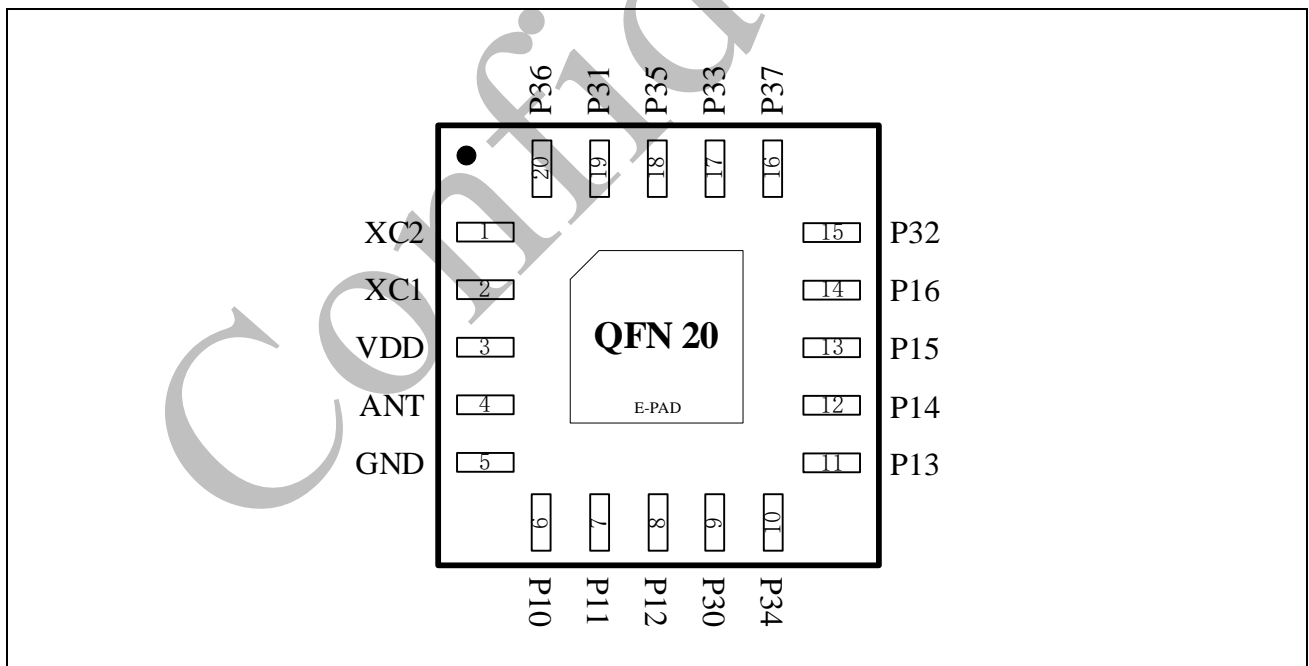 Confid
P36 P31 P35 P33 P37
20 19 18 17 16
XC2 1 15 P32
XC1 2 14 P16
VDD 3 QFN 20 13 P15
ANT 4 E-PAD 12 P14
GND 5 11 P13
6 7 8 9 10
P10 P11 P12 P30 P34